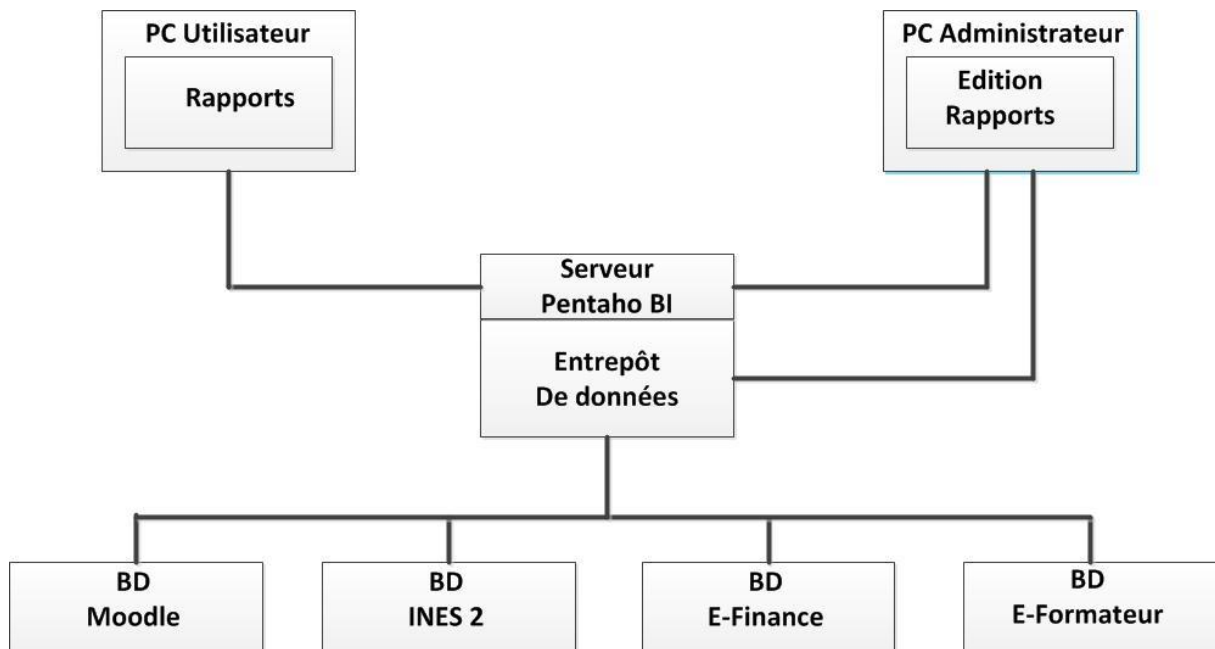 PC Utilisateur
Rapports
PC Administrateur
Edition
Rapports
Serveur
Pentaho BI
Entrepôt
De données
BD
Moodle
BD
INES 2
BD
E-Finance
BD
E-Formateur